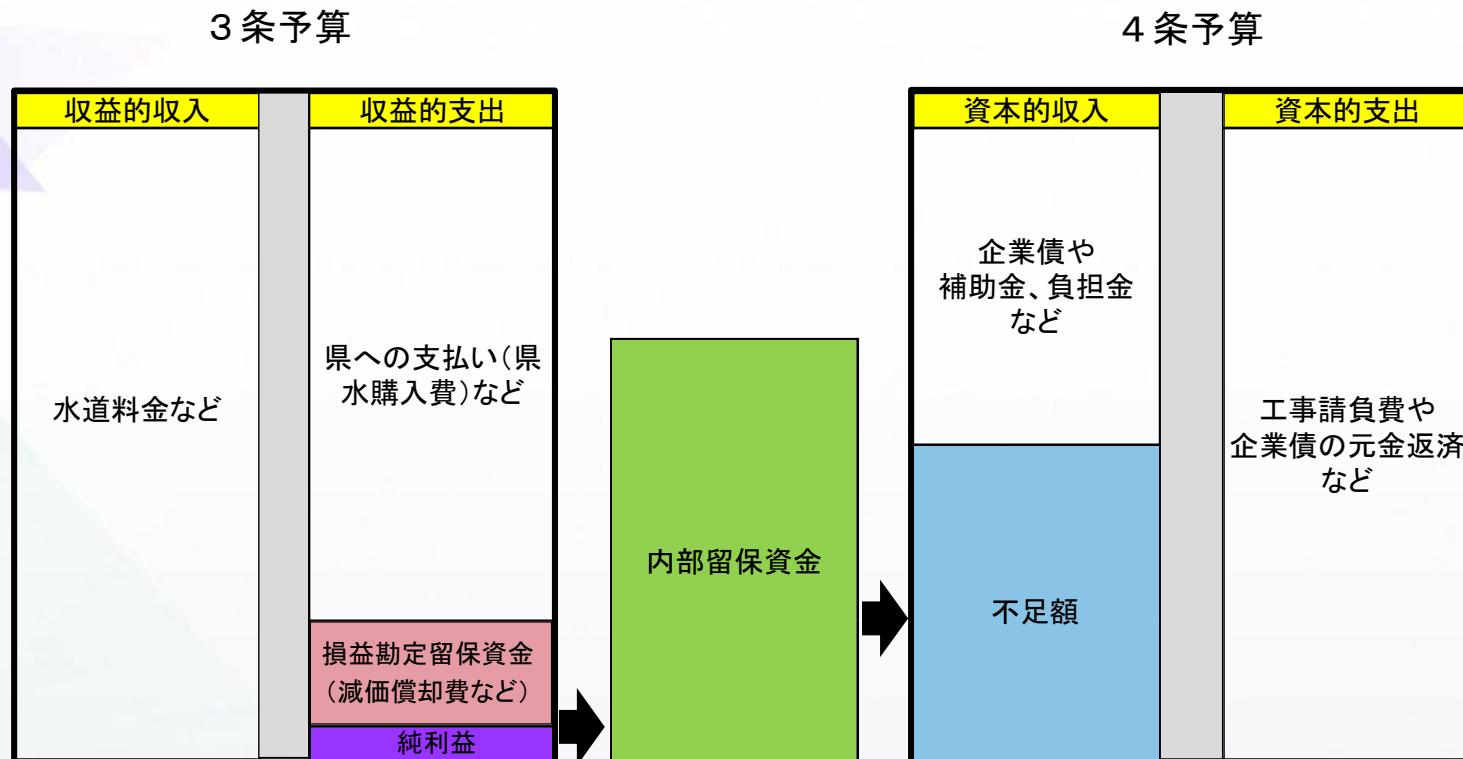 3条予算
4条予算
収益的収入
収益的支出
資本的収入
資本的支出
水道料金など
県への支払い（県
水購入費）など
損益勘定留保資金
（減価償却費など）
純利益
内部留保資金
企業債や
補助金、負担金
など
不足額
工事請負費や
企業債の元金返済
など